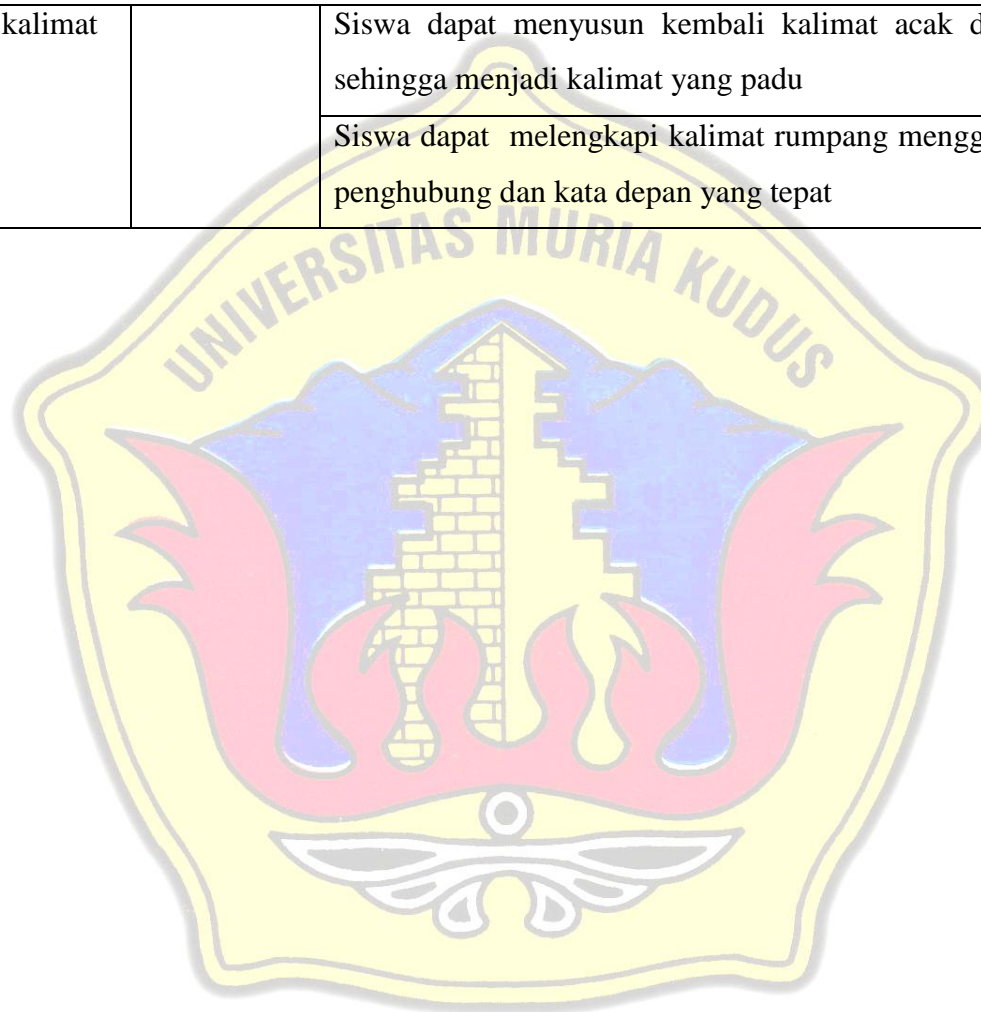 kalimat
Siswa dapat menyusun kembali kalimat acak
sehingga menjadi kalimat yang padu
Siswa dapat melengkapi kalimat rumpang
penghubung dan kata depan yang tepat
UNIVERSITAS MURIA KUDUS